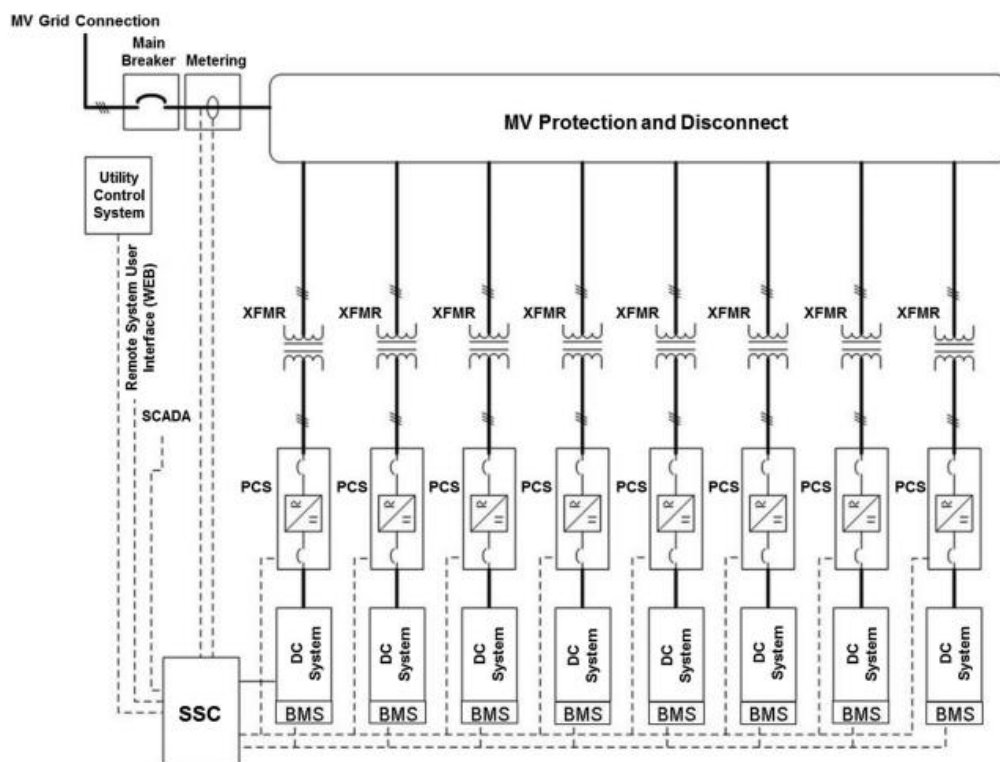 MV Grid Connection
Main
Breaker
Metering
MV Protection and Disconnect
Utility
Control
System
Remote System User
Interface (WEB)
SCADA
XFMR
XFMR
XFMR
XFMR
XFMR
XFMR
XFMR
XFMR
PCS
PCS
PCS
PCS
PCS
PCS
PCS
PCS
R
R
R
R
R
R
R
R
DC
System
DC
System
DC
System
DC
System
DC
System
DC
System
DC
System
DC
System
SSC
BMS
BMS
BMS
BMS
BMS
BMS
BMS
BMS